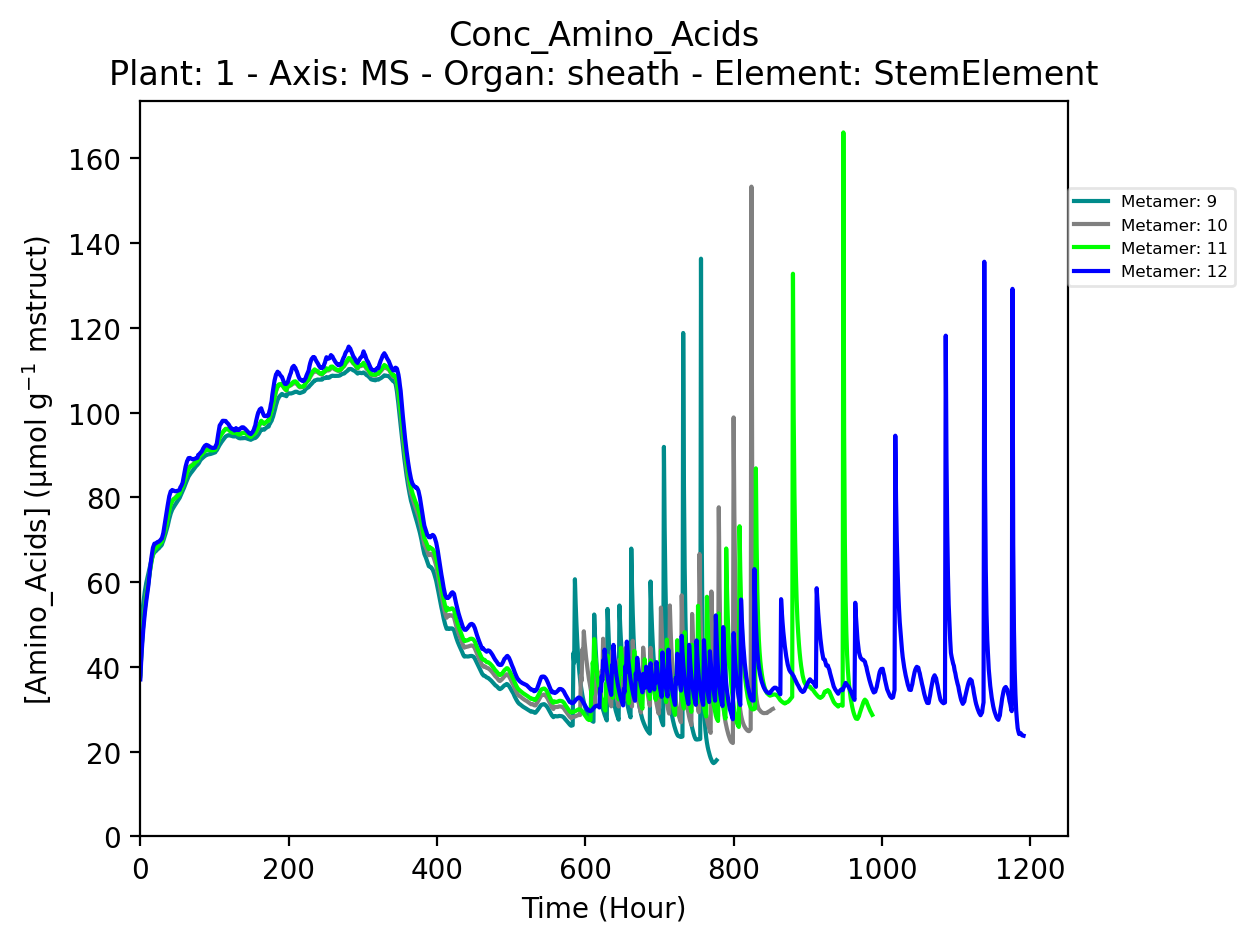 Conc_Amino_Acids
Plant: 1 - Axis: MS - Organ: sheath - Element: StemElement
[Amino_Acids] (µmol g⁻¹ mstruct)
160
140
120
100
80
60
40
20
0
0 200 400 600 800 1000 1200
Time (Hour)
Metamer: 9
Metamer: 10
Metamer: 11
Metamer: 12